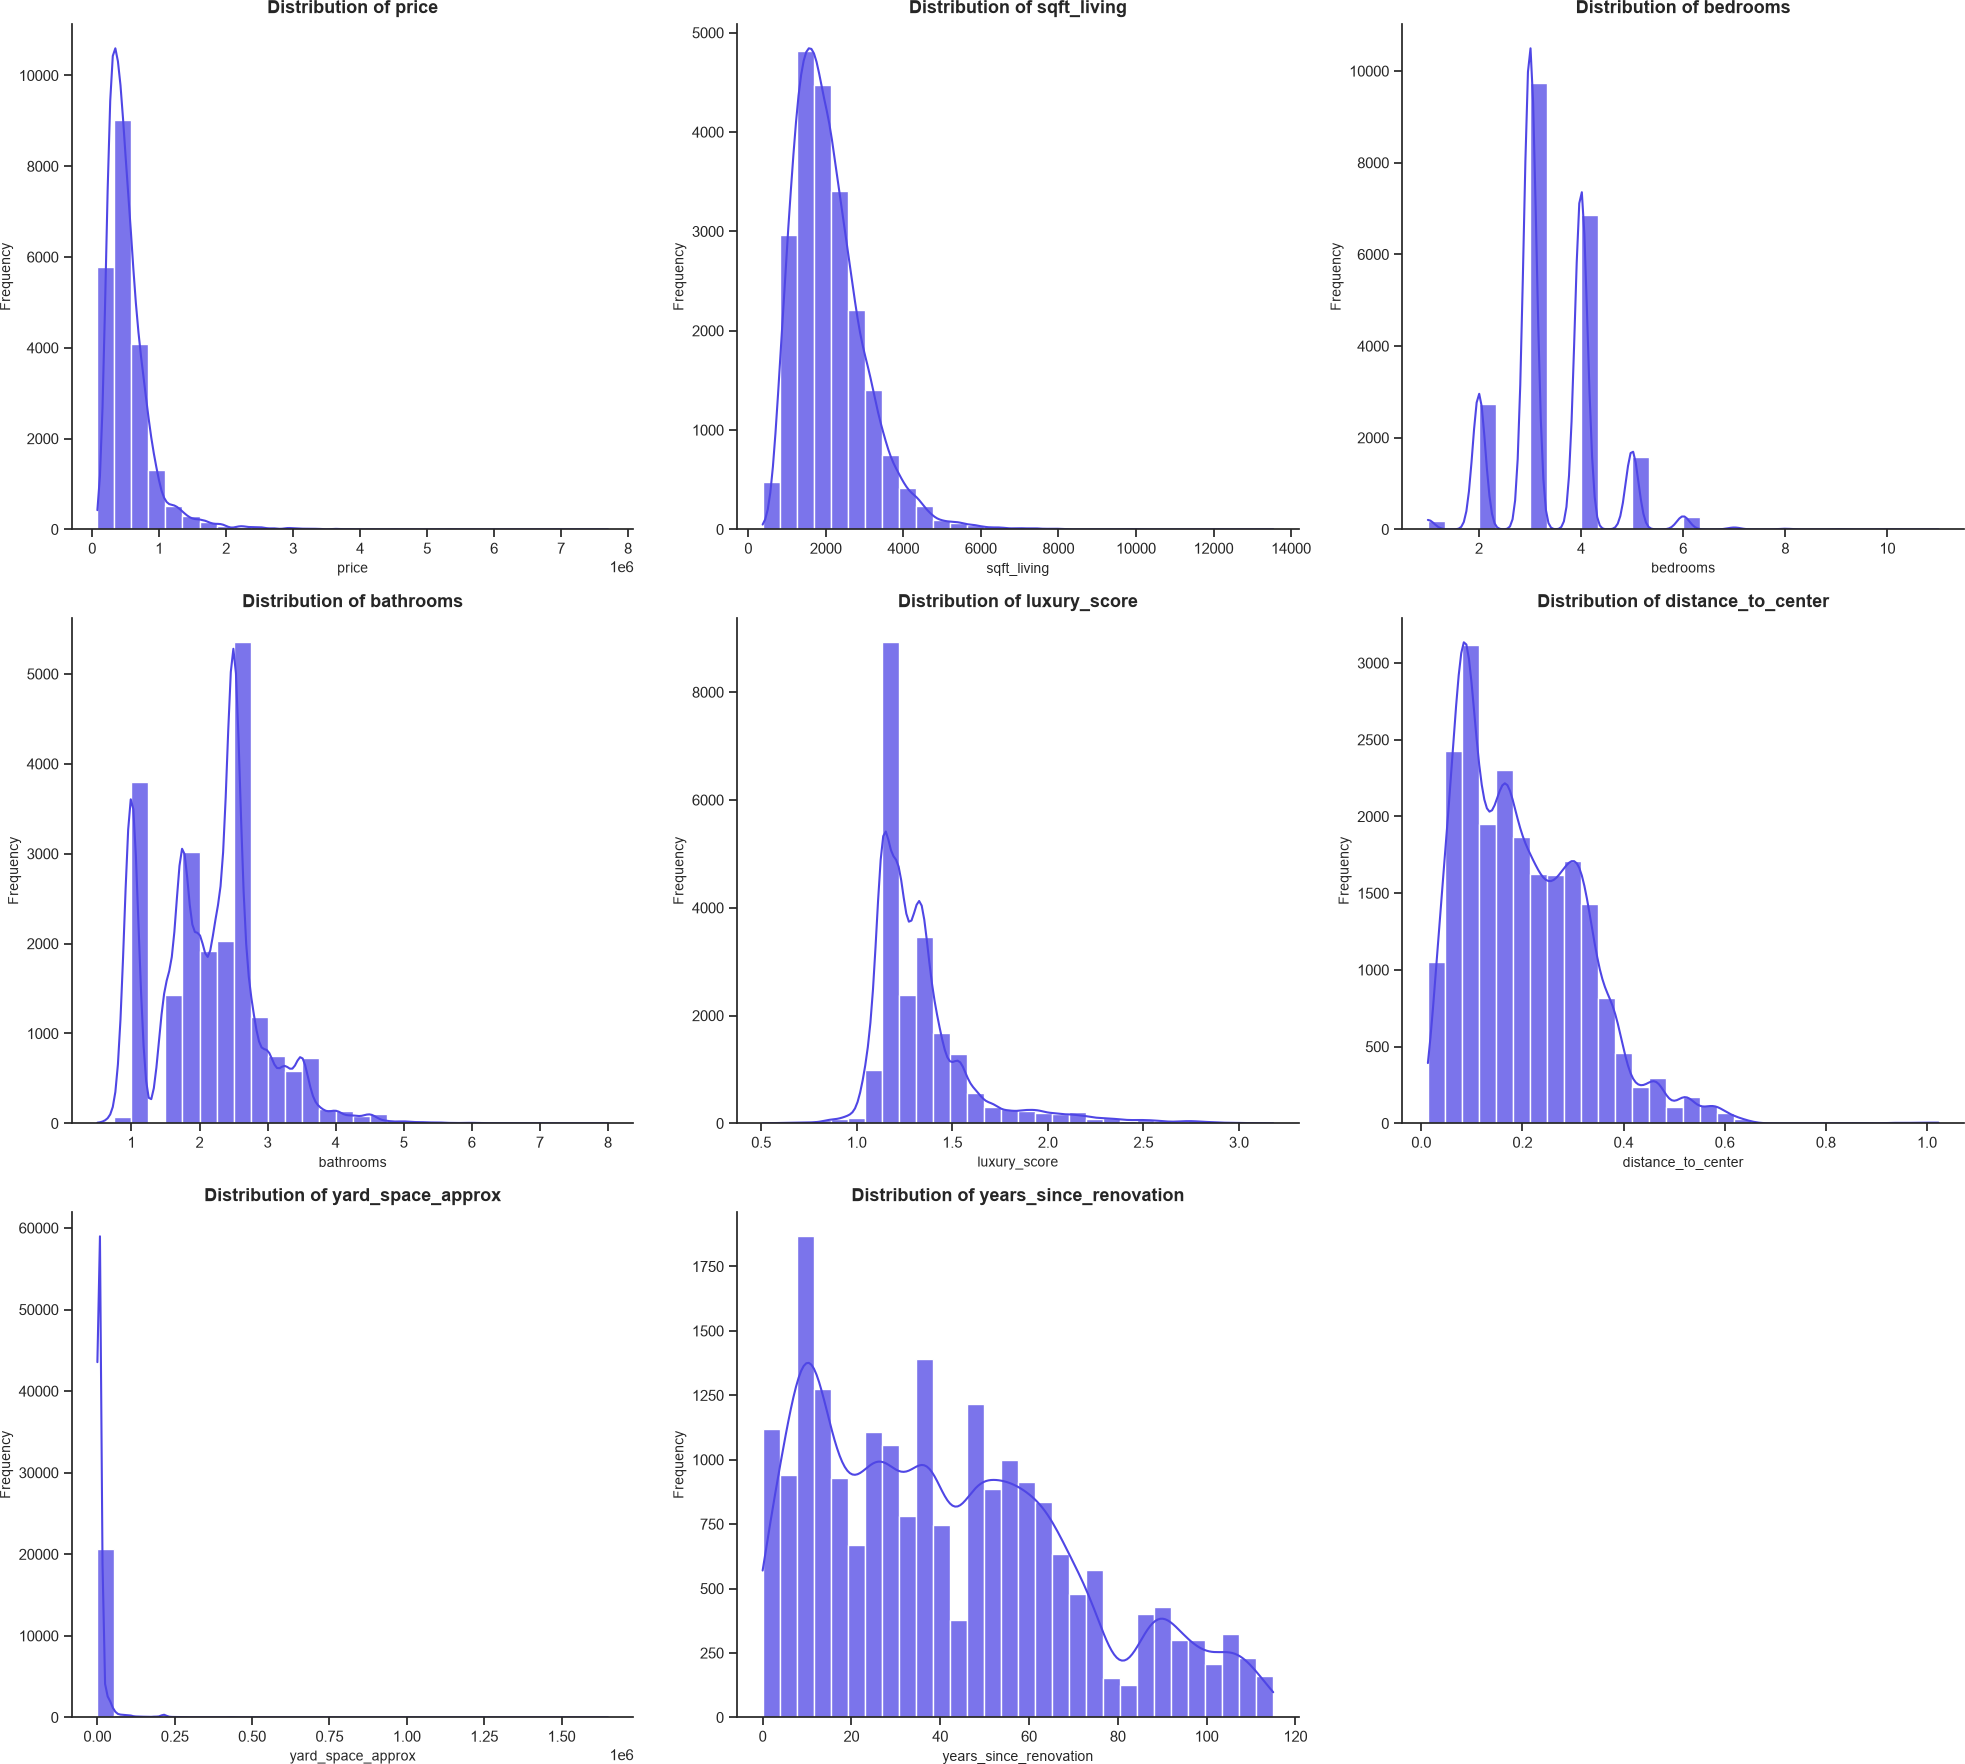 Distribution of price
Frequency
10000
8000
6000
4000
2000
0
0 1 2 3 4 5 6 7 8
1e6
price
Distribution of sqft_living
Frequency
5000
4000
3000
2000
1000
0
0 2000 4000 6000 8000 10000 12000 14000
sqft_living
Distribution of bedrooms
Frequency
10000
8000
6000
4000
2000
0
2 4 6 8 10
bedrooms
Distribution of bathrooms
Frequency
5000
4000
3000
2000
1000
0
1 2 3 4 5 6 7 8
bathrooms
Distribution of luxury_score
Frequency
8000
6000
4000
2000
0
0.5 1.0 1.5 2.0 2.5 3.0
luxury_score
Distribution of distance_to_center
Frequency
3000
2500
2000
1500
1000
500
0
0.0 0.2 0.4 0.6 0.8 1.0
distance_to_center
Distribution of yard_space_approx
Frequency
60000
50000
40000
30000
20000
10000
0
0.00 0.25 0.50 0.75 1.00 1.25 1.50
1e6
yard_space_approx
Distribution of years_since_renovation
Frequency
1750
1500
1250
1000
750
500
250
0
0 20 40 60 80 100 120
years_since_renovation